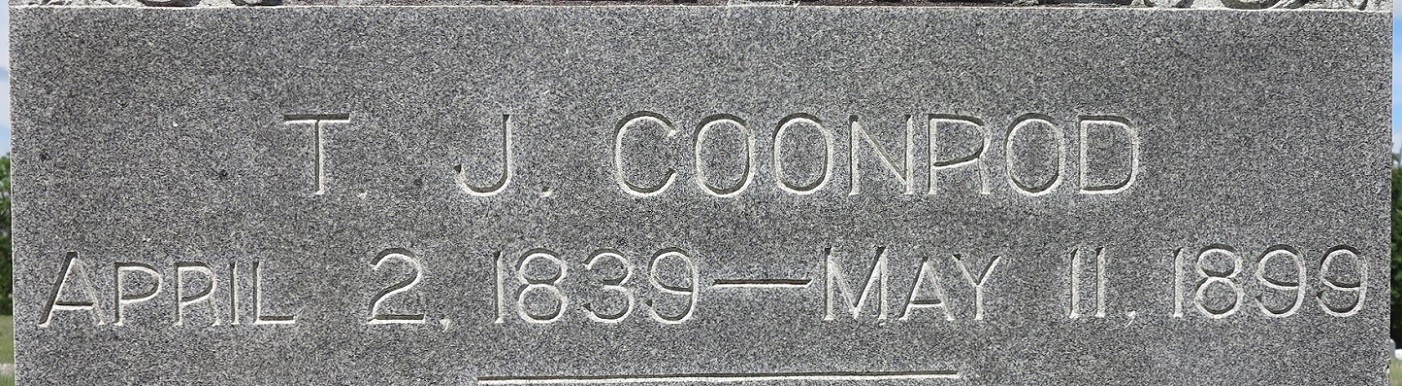 T. J. COONROD
APRIL 2, 1839—MAY 11, 1899